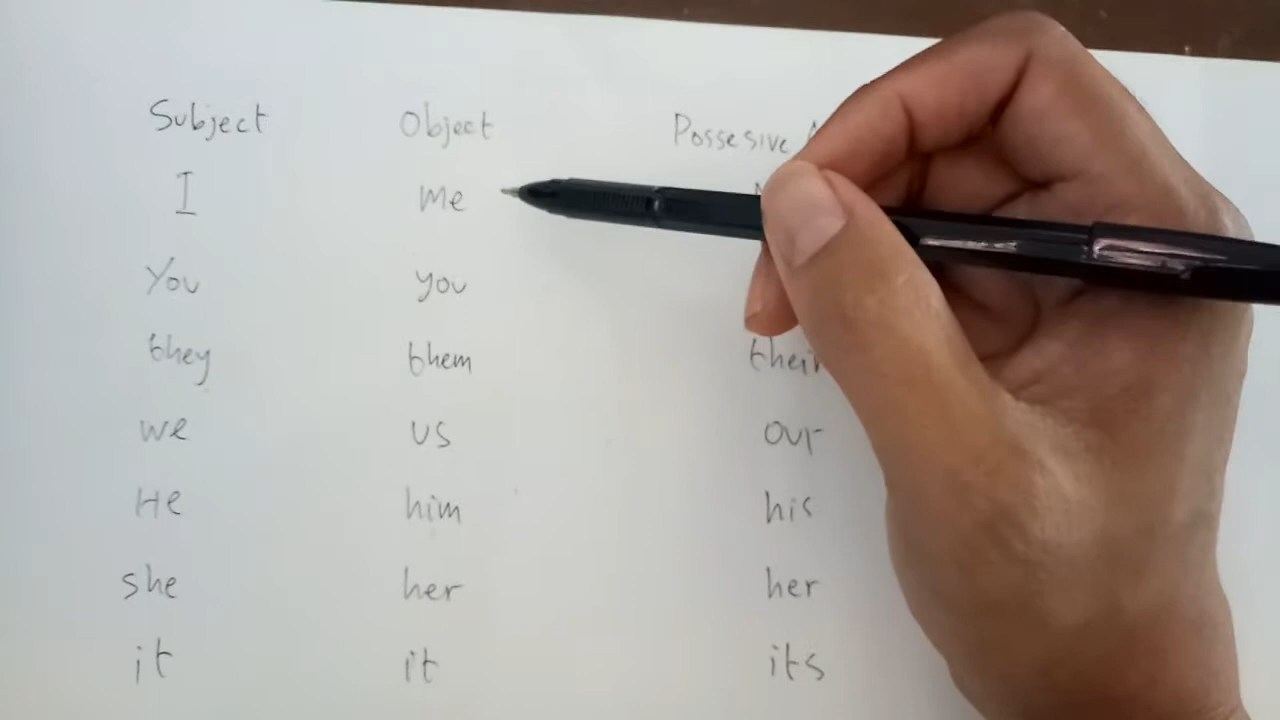 Subject Object Possesive
I me
You you
they them their
we us our
He him his
she her her
it it its